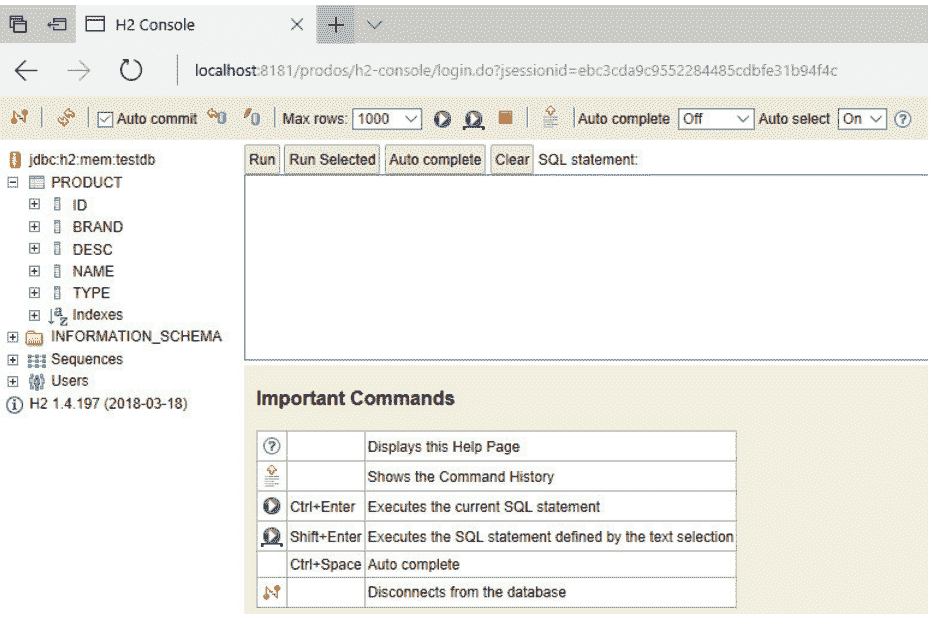 H2 Console
localhost:8181/prodos/h2-console/login.do?jsessionid=ebc3cda9c9552284485cdbfe31b94f4c
Auto commit Max rows: 1000 Auto complete Off Auto select On
jdbc:h2:mem:testdb
PRODUCT
ID
BRAND
DESC
NAME
TYPE
Indexes
INFORMATION_SCHEMA
Sequences
Users
H2 1.4.197 (2018-03-18)
Run Run Selected Auto complete Clear SQL statement:
Important Commands
Displays this Help Page
Shows the Command History
Ctrl+Enter Executes the current SQL statement
Shift+Enter Executes the SQL statement defined by the text selection
Ctrl+Space Auto complete
Disconnects from the database